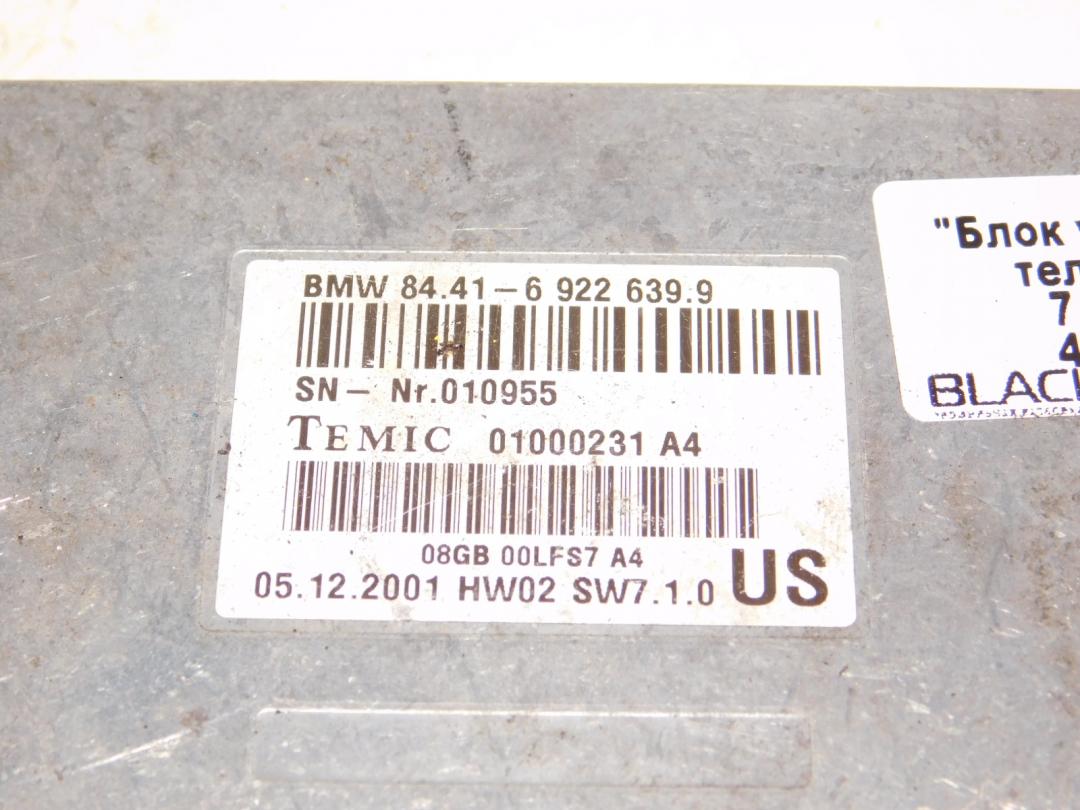 BMW 84.41-6 922 639.9
SN- Nr.010955
TEMIC 01000231 A4
08GB 00LFS7 A4
05.12.2001 HW02 SW7.1.0 US
"Блок
тел
7
4
BLAC